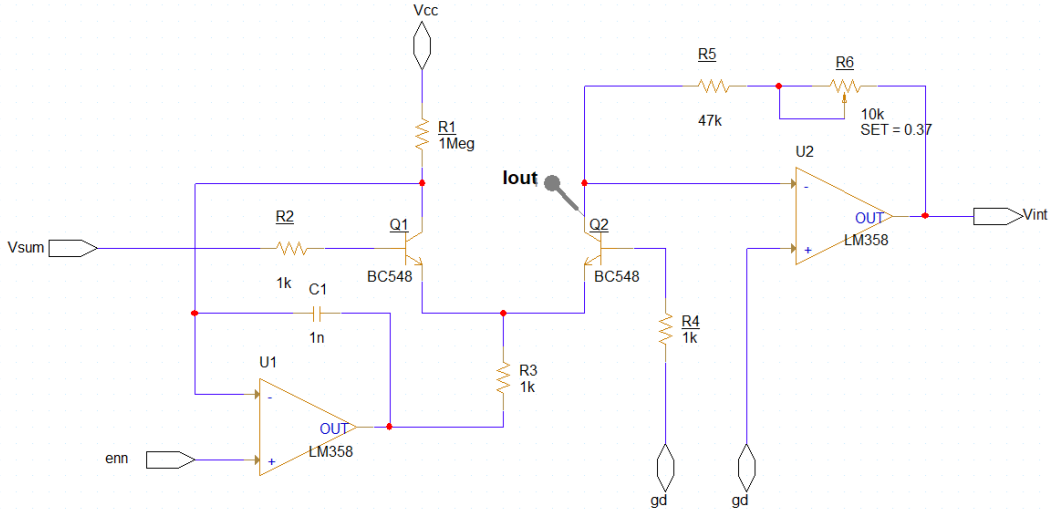 Vcc
R1
1Meg
R5
47k
R6
10k
SET = 0.37
U2
-
+
OUT
LM358
Vint
Iout
Vsum
R2
1k
Q1
BC548
Q2
BC548
C1
1n
R4
1k
R3
1k
U1
-
+
OUT
LM358
enn
gd
gd